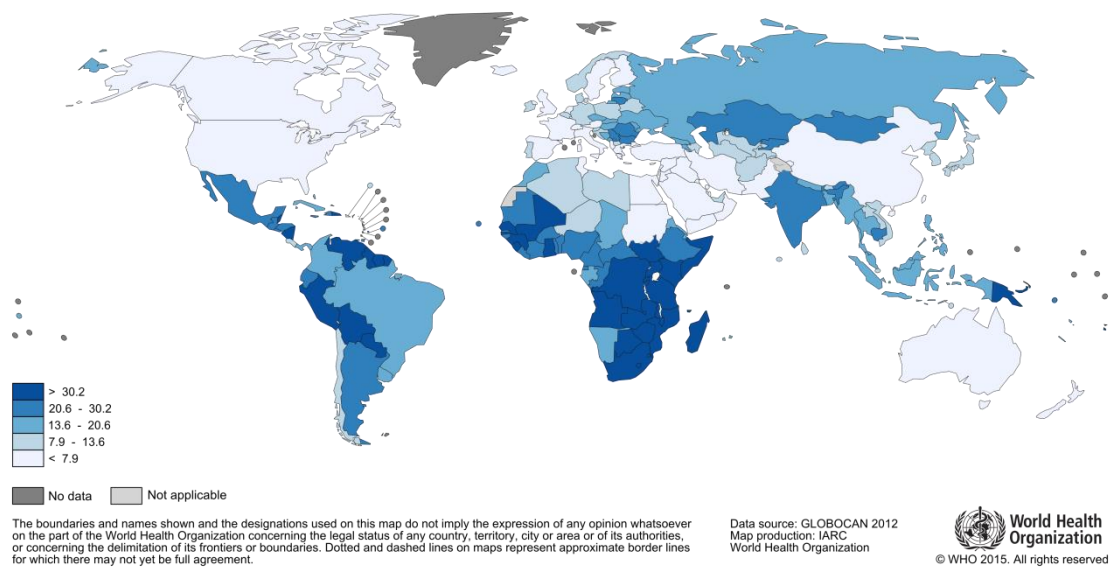 > 30.2
20.6 - 30.2
13.6 - 20.6
7.9 - 13.6
< 7.9
No data
Not applicable
The boundaries and names shown and the designations used on this map do not imply the expression of any opinion whatsoever
on the part of the World Health Organization concerning the legal status of any country, territory, city or area or of its authorities,
or concerning the delimitation of its frontiers or boundaries. Dotted and dashed lines on maps represent approximate border lines
for which there may not yet be full agreement.
Data source: GLOBOCAN 2012
Map production: IARC
World Health Organization
World Health
Organization
© WHO 2015. All rights reserved